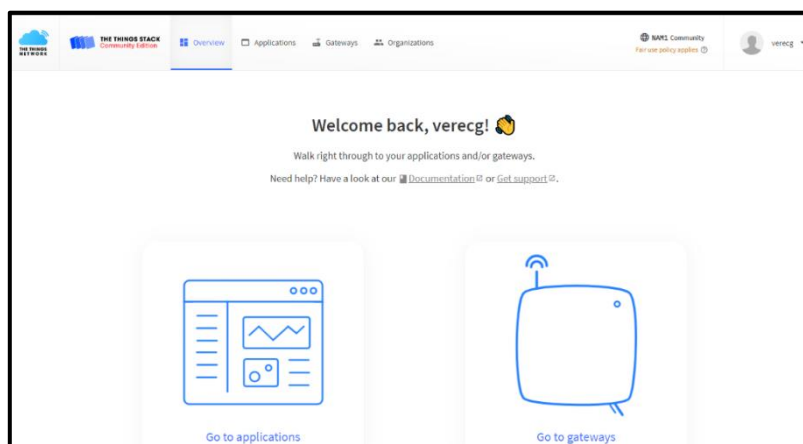 THE THINGS
NETWORK
THE THINGS STACK
Community Edition
Overview
Applications
Gateways
Organizations
NAM1 Community
Fair use policy applies
verecg
Welcome back, verecg! 👋
Walk right through to your applications and/or gateways.
Need help? Have a look at our Documentation or Get support.
Go to applications
Go to gateways